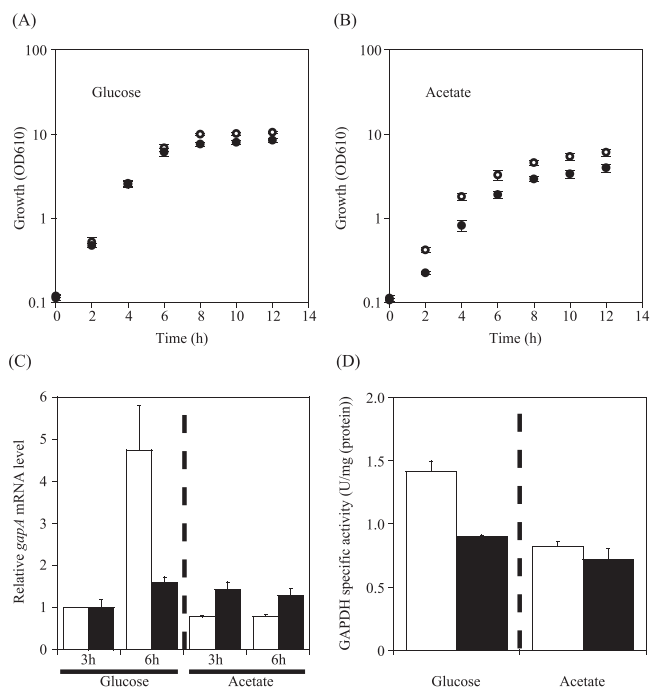 (A)
100
10
1
0.1
Growth (OD610)
Glucose
0 2 4 6 8 10 12 14
Time (h)
(B)
100
10
1
0.1
Growth (OD610)
Acetate
0 2 4 6 8 10 12 14
Time (h)
(C)
6
5
4
3
2
1
0
Relative gapA mRNA level
3h 6h 3h 6h
Glucose Acetate
(D)
2.0
1.5
1.0
0.5
0
GAPDH specific activity (U/mg (protein))
Glucose Acetate